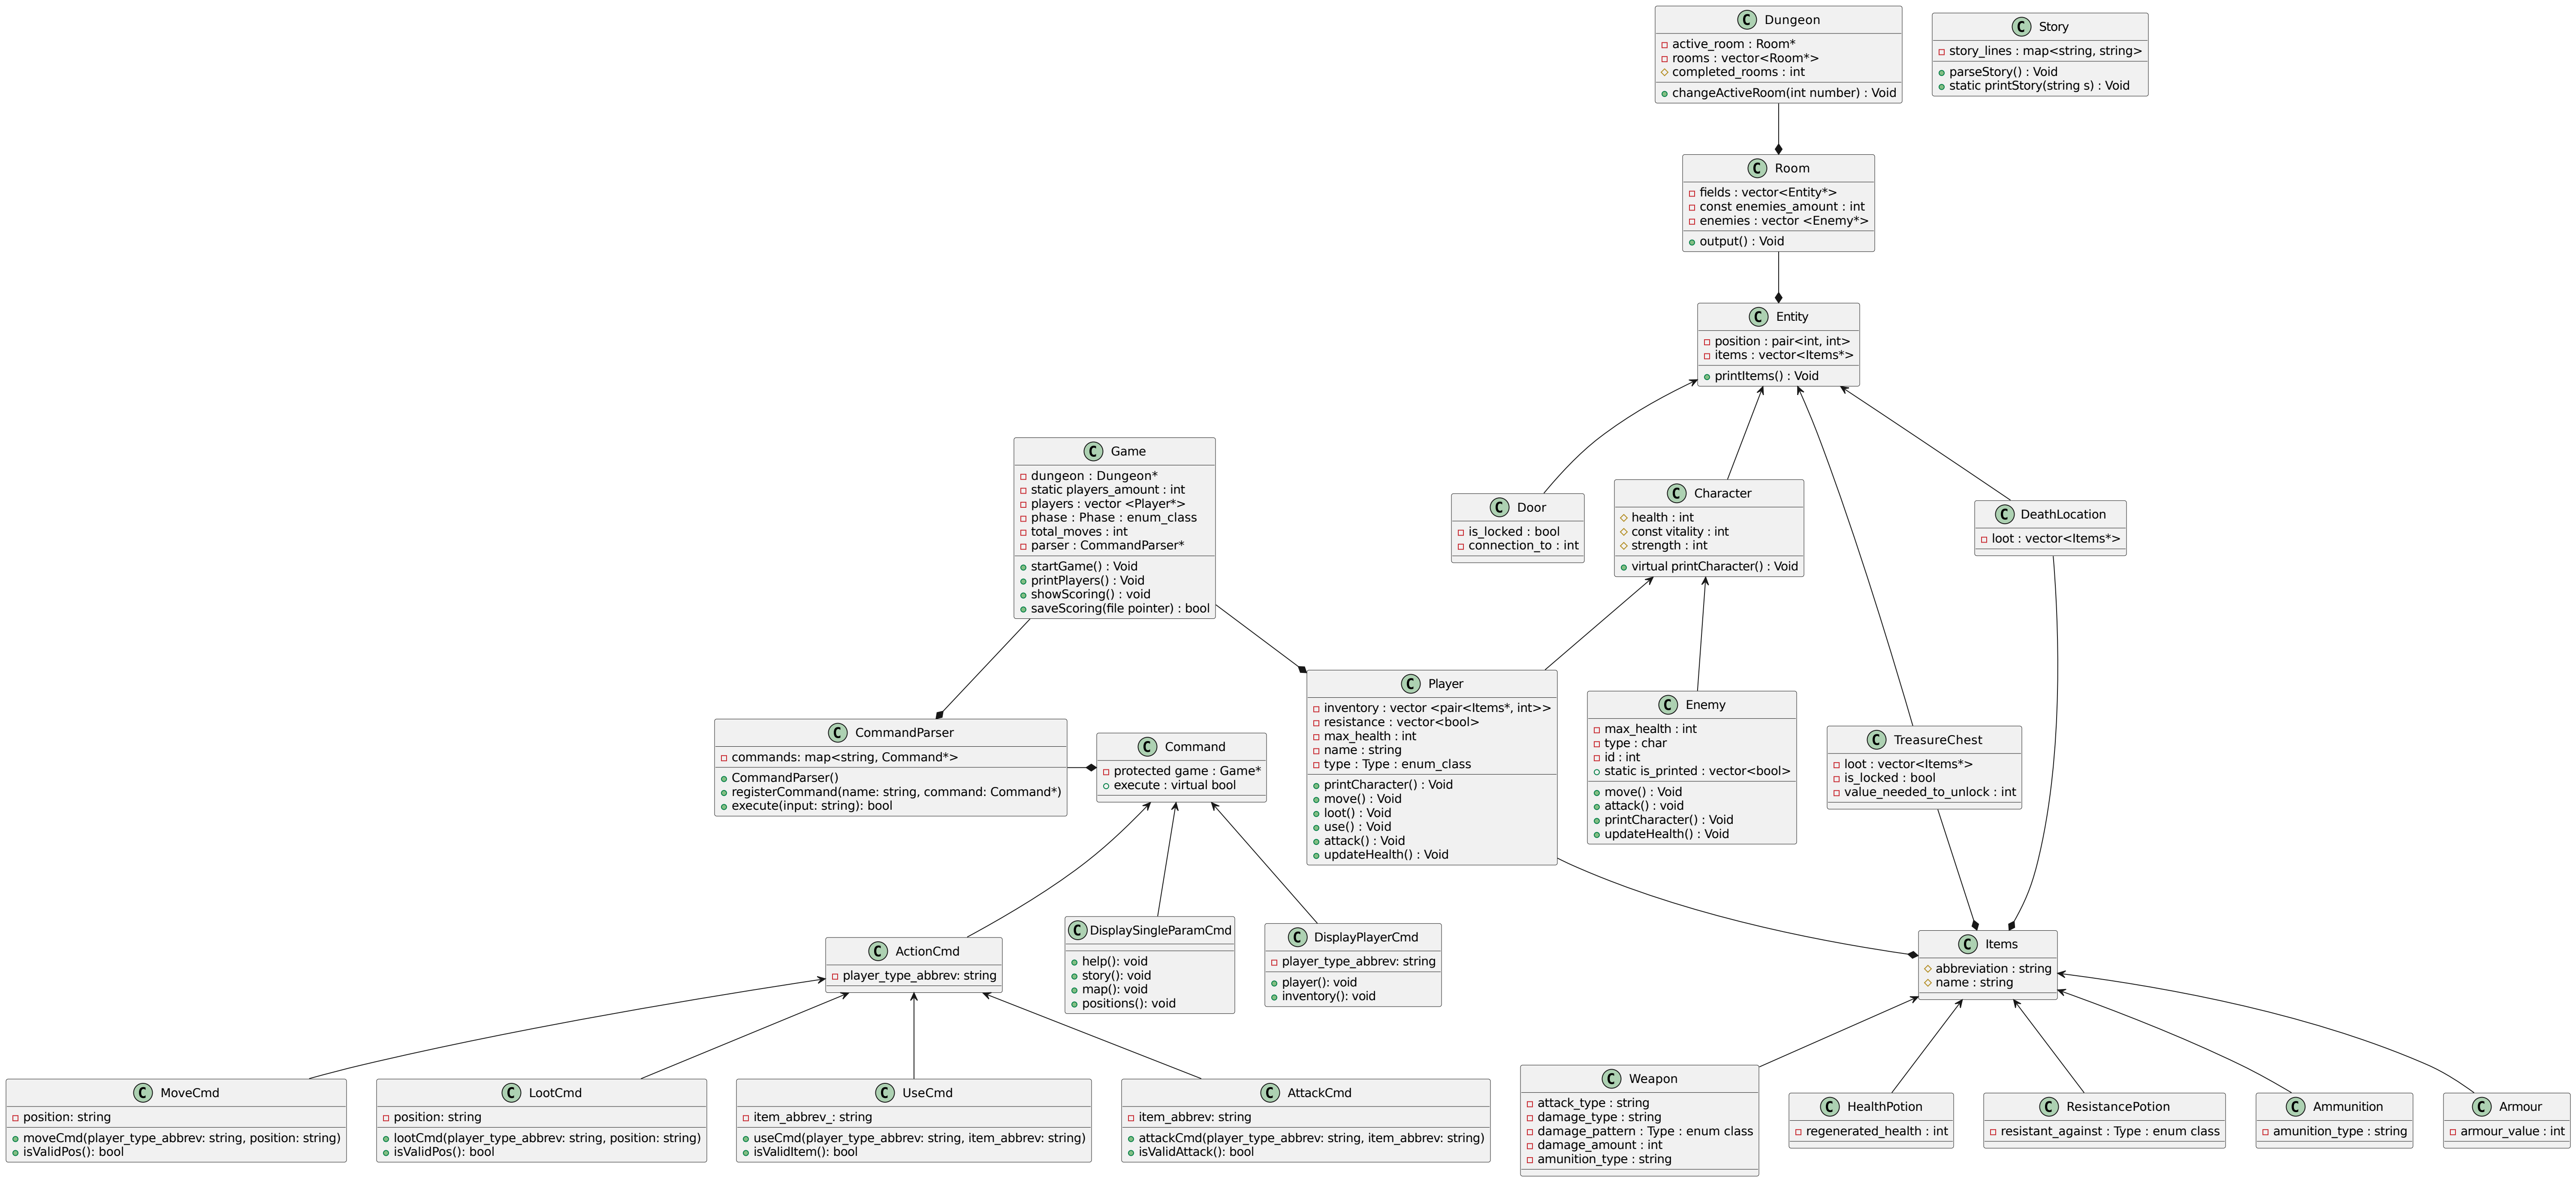 C Dungeon
active_room : Room*
rooms : vector<Room*>
completed_rooms : int
changeActiveRoom(int number) : Void
C Story
story_lines : map<string, string>
parseStory() : Void
static printStory(string s) : Void
C Room
fields : vector<Entity*>
const enemies_amount : int
enemies : vector <Enemy*>
output() : Void
C Entity
position : pair<int, int>
items : vector<Items*>
printItems() : Void
C Game
dungeon : Dungeon*
static players_amount : int
players : vector <Player*>
phase : Phase : enum_class
total_moves : int
parser : CommandParser*
startGame() : Void
printPlayers() : Void
showScoring() : void
saveScoring(file pointer) : bool
C Door
is_locked : bool
connection_to : int
C Character
health : int
const vitality : int
strength : int
virtual printCharacter() : Void
C DeathLocation
loot : vector<Items*>
C CommandParser
commands: map<string, Command*>
CommandParser()
registerCommand(name: string, command: Command*)
execute(input: string): bool
C Command
protected game : Game*
execute : virtual bool
C Player
inventory : vector <pair<Items*, int>>
resistance : vector<bool>
max_health : int
name : string
type : Type : enum_class
printCharacter() : Void
move() : Void
loot() : Void
use() : Void
attack() : Void
updateHealth() : Void
C Enemy
max_health : int
type : char
id : int
static is_printed : vector<bool>
move() : Void
attack() : void
printCharacter() : Void
updateHealth() : Void
C TreasureChest
loot : vector<Items*>
is_locked : bool
value_needed_to_unlock : int
C ActionCmd
player_type_abbrev: string
C DisplaySingleParamCmd
help(): void
story(): void
map(): void
positions(): void
C DisplayPlayerCmd
player_type_abbrev: string
player(): void
inventory(): void
C Items
abbreviation : string
name : string
C MoveCmd
position: string
moveCmd(player_type_abbrev: string, position: string)
isValidPos(): bool
C LootCmd
position: string
lootCmd(player_type_abbrev: string, position: string)
isValidPos(): bool
C UseCmd
item_abbrev_: string
useCmd(player_type_abbrev: string, item_abbrev: string)
isValidItem(): bool
C AttackCmd
item_abbrev: string
attackCmd(player_type_abbrev: string, item_abbrev: string)
isValidAttack(): bool
C Weapon
attack_type : string
damage_type : string
damage_pattern : Type : enum class
damage_amount : int
amunition_type : string
C HealthPotion
regenerated_health : int
C ResistancePotion
resistant_against : Type : enum class
C Ammunition
amunition_type : string
C Armour
armour_value : int